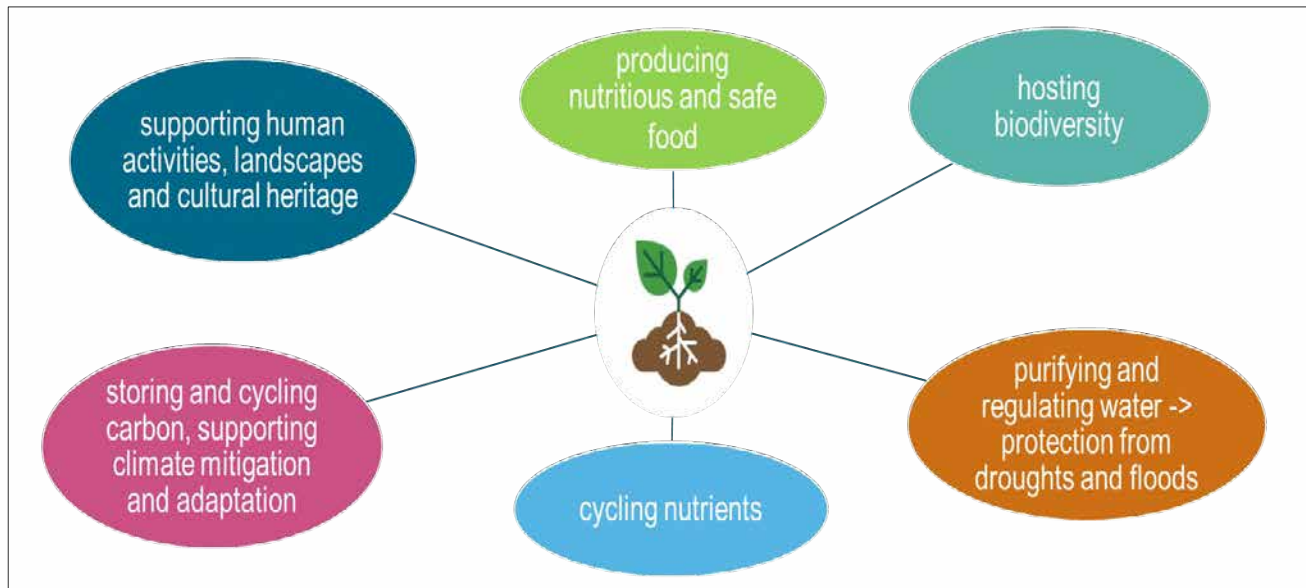 supporting human
activities, landscapes
and cultural heritage
producing
nutritious and safe
food
hosting
biodiversity
storing and cycling
carbon, supporting
climate mitigation
and adaptation
cycling nutrients
purifying and
regulating water ->
protection from
droughts and floods